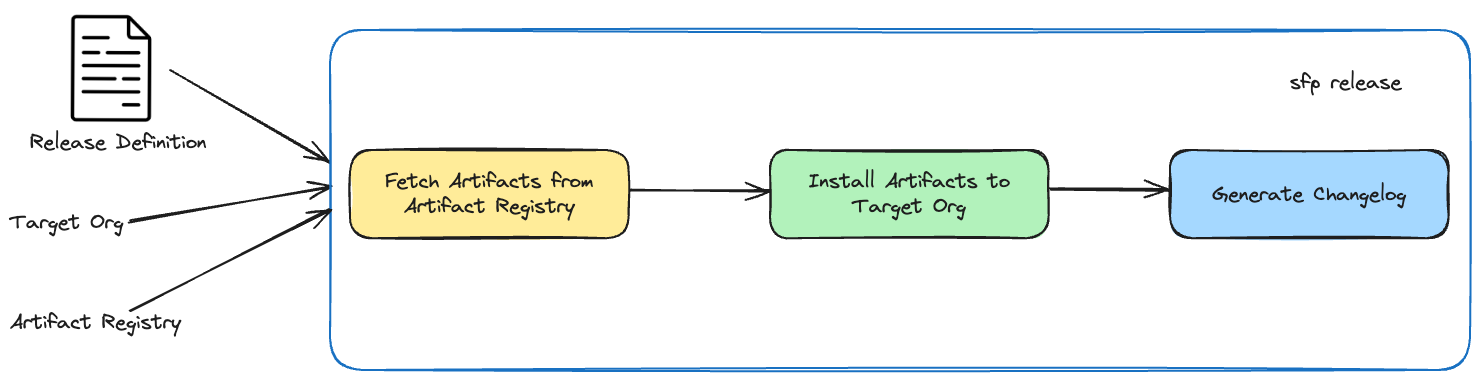 sfp release
Release Definition
Fetch Artifacts from
Artifact Registry
Install Artifacts to
Target Org
Generate Changelog
Target Org
Artifact Registry